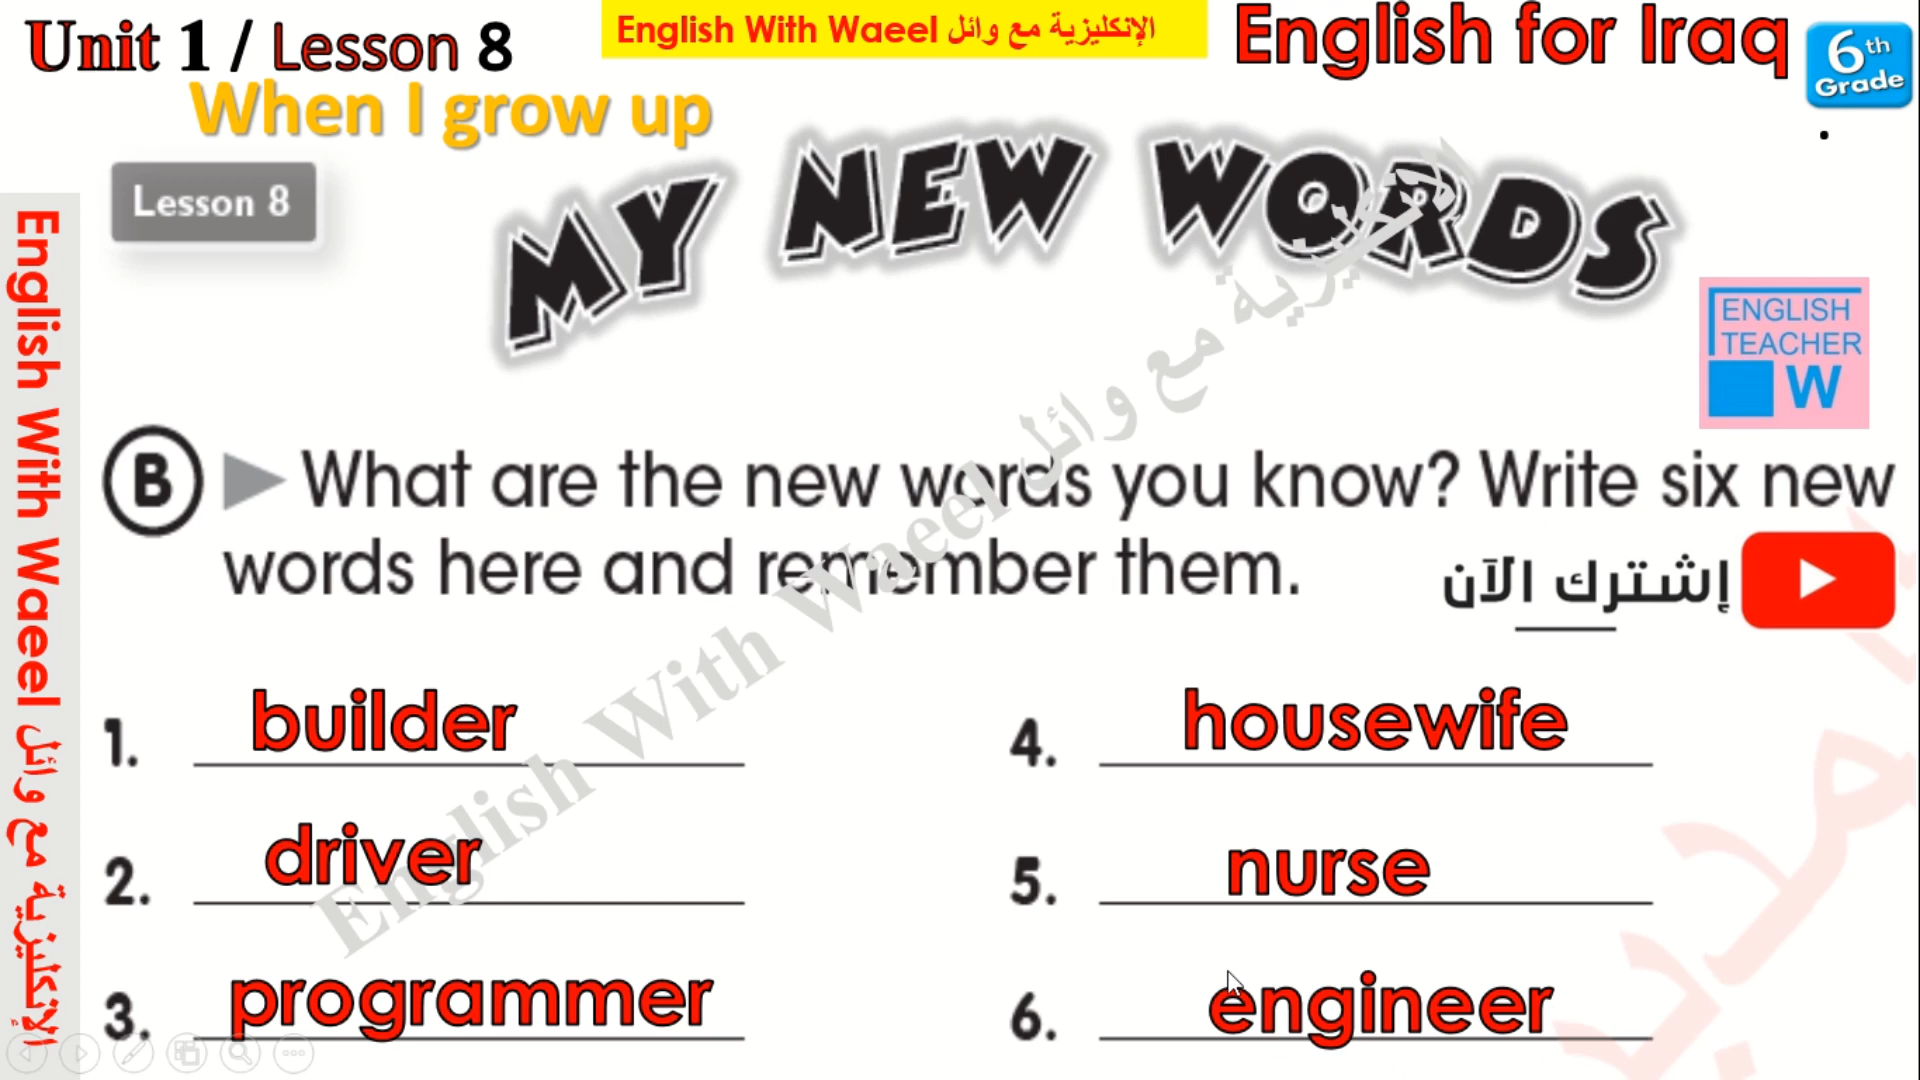 Unit 1 / Lesson 8
English With Waeel الإنكليزية مع وائل
English for Iraq
6th Grade
When I grow up
Lesson 8
MY NEW WORDS
ENGLISH
TEACHER
W
B What are the new words you know? Write six new
words here and remember them.
إشترك الآن
1. builder
2. driver
3. programmer
4. housewife
5. nurse
6. engineer
English With Waeel الإنكليزية مع وائل
English With Waeel الإنكليزية مع وائل